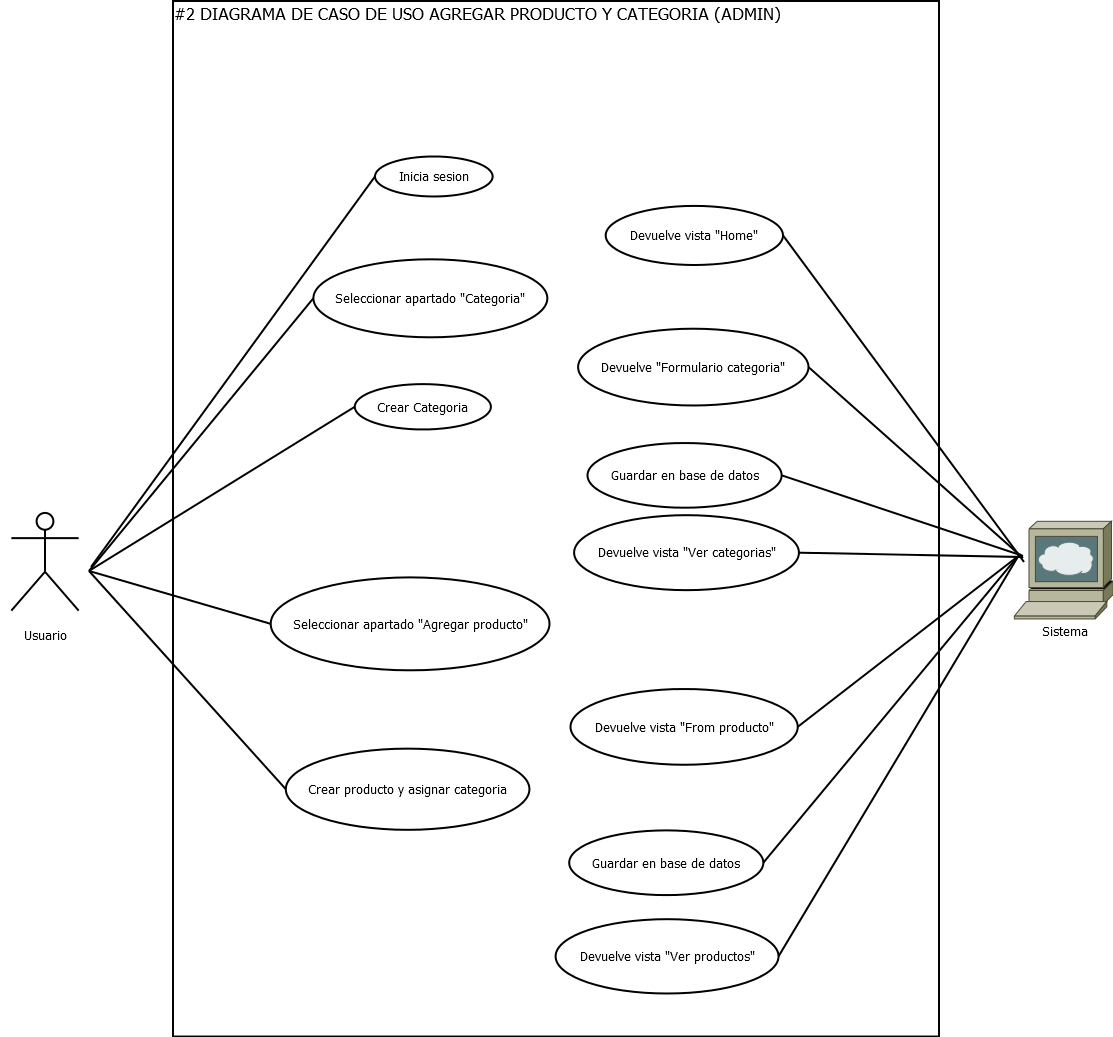 #2 DIAGRAMA DE CASO DE USO AGREGAR PRODUCTO Y CATEGORIA (ADMIN)
Inicia sesion
Devuelve vista "Home"
Seleccionar apartado "Categoria"
Devuelve "Formulario categoria"
Crear Categoria
Guardar en base de datos
Devuelve vista "Ver categorias"
Usuario
Sistema
Seleccionar apartado "Agregar producto"
Devuelve vista "From producto"
Crear producto y asignar categoria
Guardar en base de datos
Devuelve vista "Ver productos"